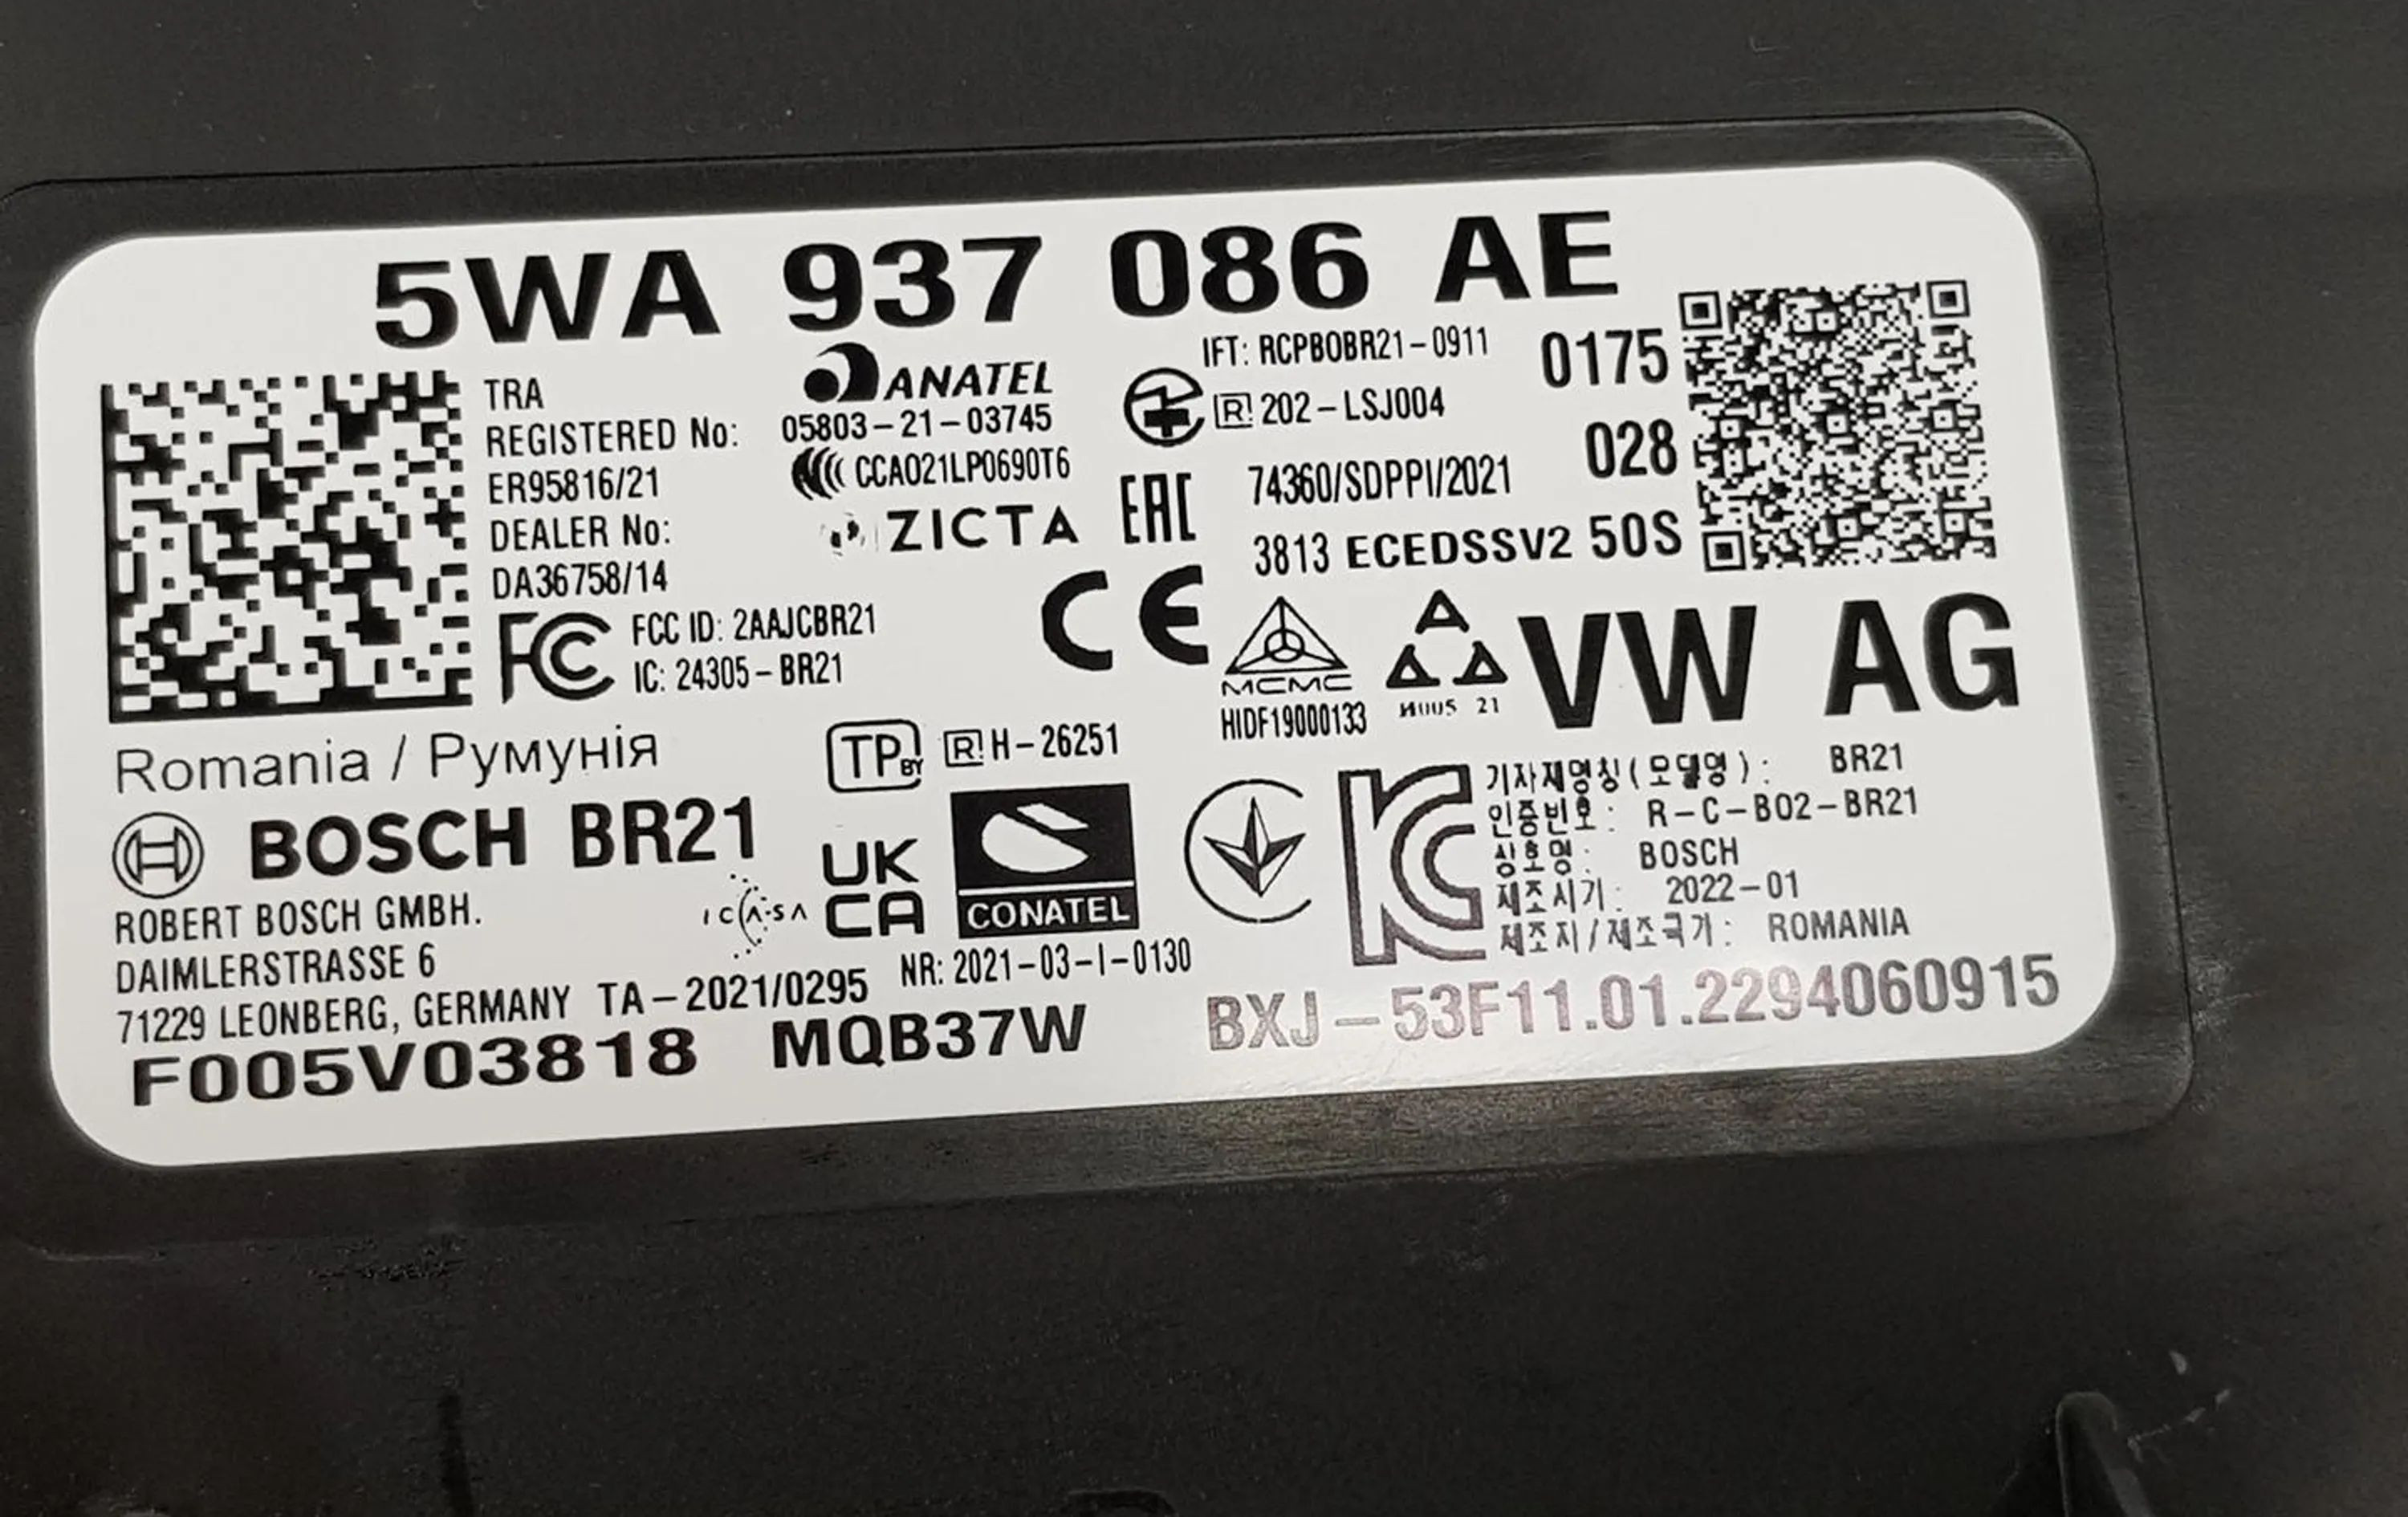 5WA 937 086 AE
TRA
REGISTERED No:
ER95816/21
DEALER No:
DA36758/14
FCC ID: 2AAJCBR21
IC: 24305-BR21
ANATEL
05803-21-03745
CCAO21LP0690T6
ZICTA
IFT: RCPBOBR21-0911
R 202-LSJ004
EAC
74360/SDPPI/2021
0175
028
3813 ECEDSSV2 50S
CE
MCMC
HIDF19000133
21
VW AG
Romania / Румунія
TP BY
R H-26251
BOSCH BR21
ROBERT BOSCH GMBH.
DAIMLERSTRASSE 6
71229 LEONBERG, GERMANY TA-2021/0295
ICASA
UK
CA
CONATEL
NR: 2021-03-I-0130
기자재명칭(모델명): BR21
인증번호: R-C-BO2-BR21
상호명: BOSCH
제조시기: 2022-01
제조지/제조국가: ROMANIA
F005V03818 MQB37W
BXJ-53F11.01.2294060915